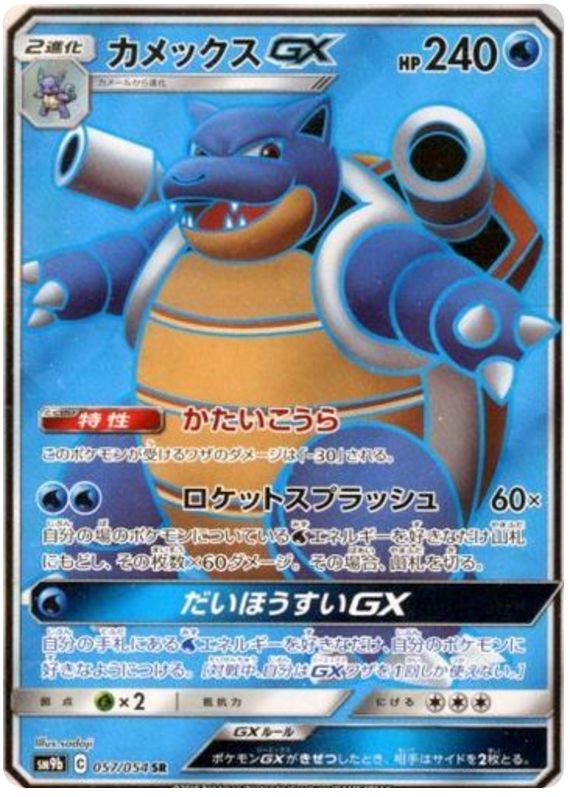 2進化 カメックスGX HP240
カメールから進化
特性 かたいこうら
このポケモンが受けるワザのダメージは「-30」される。
ロケットスプラッシュ 60×
自分の場のポケモンについているエネルギーを好きなだけ山札
にもどし、その枚数×60ダメージ。その場合、山札を切る。
だいほうすいGX
自分の手札にあるエネルギーを好きなだけ、自分のポケモンに
好きなようにつける。[対戦中、自分はGXワザを1回しか使えない。]
弱点 ×2 抵抗力 にげる
Illus.sadaji
GXルール
sm9b C 057/054 SR
ポケモンGXがきぜつしたとき、相手はサイドを2枚とる。